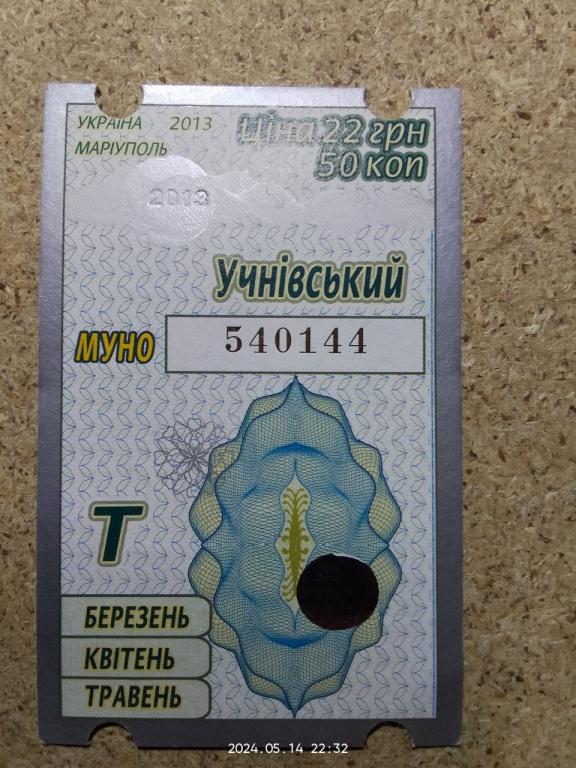 УКРАЇНА 2013
МАРІУПОЛЬ
Ціна 22 грн
50 коп
2013
Учнівський
МУНО 540144
Т
БЕРЕЗЕНЬ
КВІТЕНЬ
ТРАВЕНЬ
2024.05.14 22:32